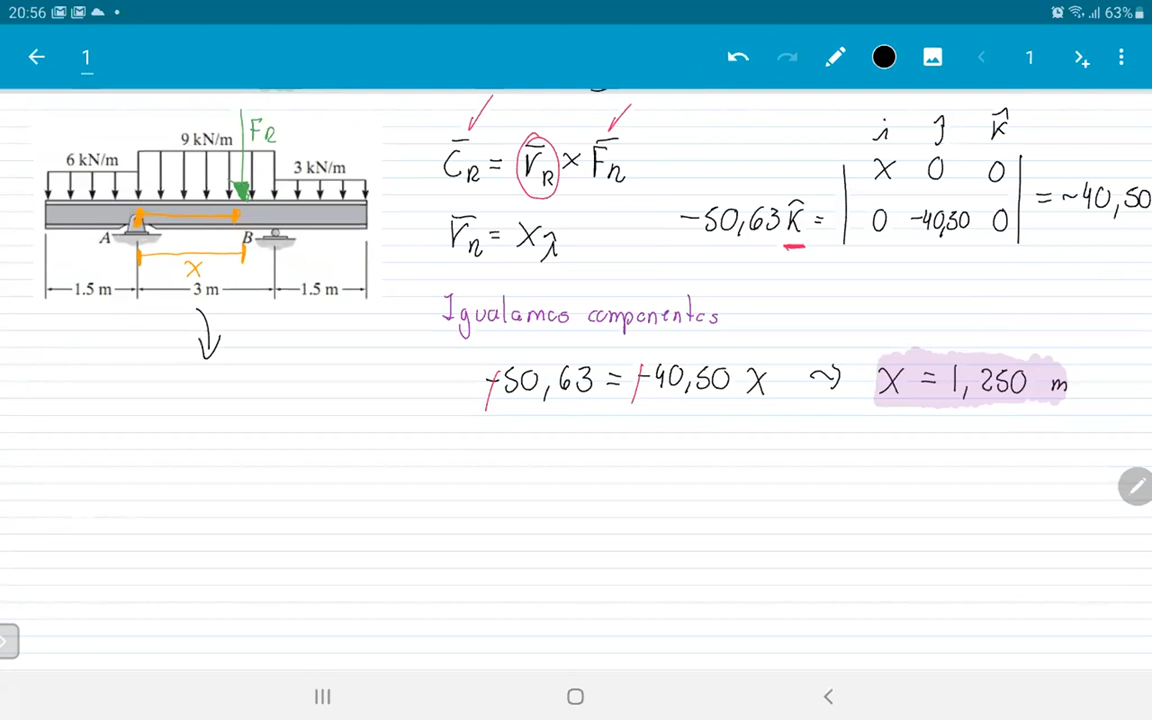 20:56 63%
1 1
9 kN/m FR
6 kN/m 3 kN/m
A B
x
1.5 m 3 m 1.5 m
C̄R = V̄R × F̄R
V̄R = x
i j k̂
x 0 0
-50,63 k̂ = 0 -40,50 0 = ~40,50
Igualamos componentes
-50,63 = -40,50 x ~> x = 1,250 m